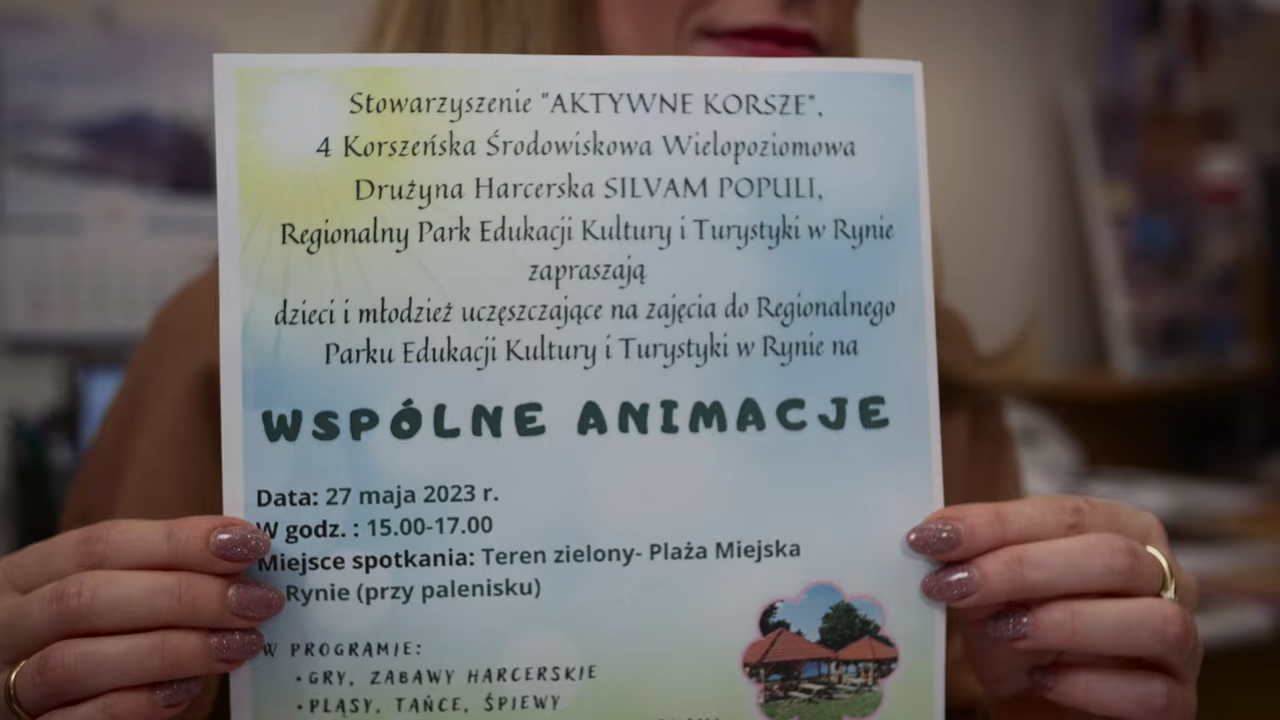 Stowarzyszenie "AKTYWNE KORSZE",
4 Korszeńska Środowiskowa Wielopoziomowa
Drużyna Harcerska SILVAM POPULI,
Regionalny Park Edukacji Kultury i Turystyki w Rynie
zapraszają
dzieci i młodzież uczęszczające na zajęcia do Regionalnego
Parku Edukacji Kultury i Turystyki w Rynie na
WSPÓLNE ANIMACJE
Data: 27 maja 2023 r.
W godz. : 15.00-17.00
Miejsce spotkania: Teren zielony- Plaża Miejska
Rynie (przy palenisku)
W PROGRAMIE:
• GRY, ZABAWY HARCERSKIE
• PLĄSY, TAŃCE, ŚPIEWY